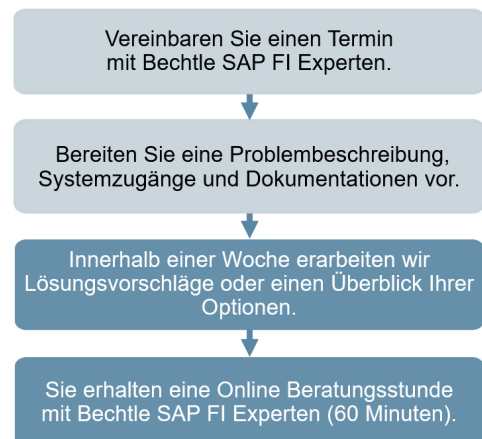 Vereinbaren Sie einen Termin
mit Bechtle SAP FI Experten.
Bereiten Sie eine Problembeschreibung,
Systemzugänge und Dokumentationen vor.
Innerhalb einer Woche erarbeiten wir
Lösungsvorschläge oder einen Überblick Ihrer
Optionen.
Sie erhalten eine Online Beratungsstunde
mit Bechtle SAP FI Experten (60 Minuten).